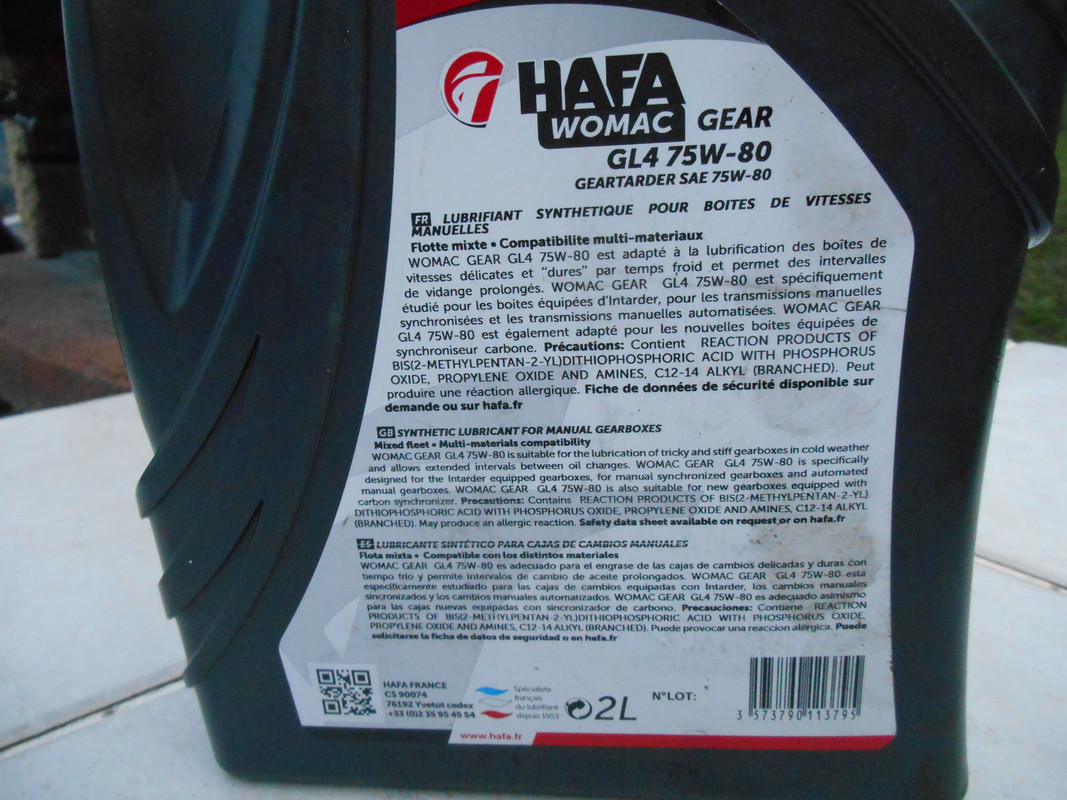 HAFA
WOMAC GEAR
GL4 75W-80
GEARTARDER SAE 75W-80
FR LUBRIFIANT SYNTHETIQUE POUR BOITES DE VITESSES
MANUELLES
Flotte mixte • Compatibilite multi-materiaux
WOMAC GEAR GL4 75W-80 est adapté à la lubrification des boîtes de
vitesses délicates et "dures" par temps froid et permet des intervalles
de vidange prolongés. WOMAC GEAR GL4 75W-80 est spécifiquement
étudié pour les boites équipées d'Intarder, pour les transmissions manuelles
synchronisées et les transmissions manuelles automatisées. WOMAC GEAR
GL4 75W-80 est également adapté pour les nouvelles boites équipées de
synchroniseur carbone. Précautions: Contient REACTION PRODUCTS OF
BIS(2-METHYLPENTAN-2-YL)DITHIOPHOSPHORIC ACID WITH PHOSPHORUS
OXIDE, PROPYLENE OXIDE AND AMINES, C12-14 ALKYL (BRANCHED). Peut
produire une réaction allergique. Fiche de données de sécurité disponible sur
demande ou sur hafa.fr
GB SYNTHETIC LUBRICANT FOR MANUAL GEARBOXES
Mixed fleet • Multi-materials compatibility
WOMAC GEAR GL4 75W-80 is suitable for the lubrication of tricky and stiff gearboxes in cold weather
and allows extended intervals between oil changes. WOMAC GEAR GL4 75W-80 is specifically
designed for the Intarder equipped gearboxes, for manual synchronized gearboxes and automated
manual gearboxes. WOMAC GEAR GL4 75W-80 is also suitable for new gearboxes equipped with
carbon synchronizer. Precautions: Contains REACTION PRODUCTS OF BIS(2-METHYLPENTAN-2-YL)
DITHIOPHOSPHORIC ACID WITH PHOSPHORUS OXIDE, PROPYLENE OXIDE AND AMINES, C12-14 ALKYL
(BRANCHED). May produce an allergic reaction. Safety data sheet available on request or on hafa.fr
ES LUBRICANTE SINTÉTICO PARA CAJAS DE CAMBIOS MANUALES
Flota mixta • Compatible con los distintos materiales
WOMAC GEAR GL4 75W-80 es adecuado para el engrase de las cajas de cambios delicadas y duras con
tiempo frío y permite intervalos de cambio de aceite prolongados. WOMAC GEAR GL4 75W-80 está
específicamente estudiado para las cajas de cambios equipadas con Intarder, los cambios manuales
sincronizados y los cambios manuales automatizados. WOMAC GEAR GL4 75W-80 es adecuado asimismo
para las cajas nuevas equipadas con sincronizador de carbono. Precauciones: Contiene REACTION
PRODUCTS OF BIS(2-METHYLPENTAN-2-YL)DITHIOPHOSPHORIC ACID WITH PHOSPHORUS OXIDE,
PROPYLENE OXIDE AND AMINES, C12-14 ALKYL (BRANCHED). Puede provocar una reaccion alérgica. Puede
solicitarse la ficha de datos de seguridad o en hafa.fr
HAFA FRANCE
CS 90074
76192 Yvetot cedex
+33 (0)2 35 95 45 54
Spécialiste
français
du lubrifiant
depuis 1953
2L
N°LOT:
3 573790 113795
www.hafa.fr